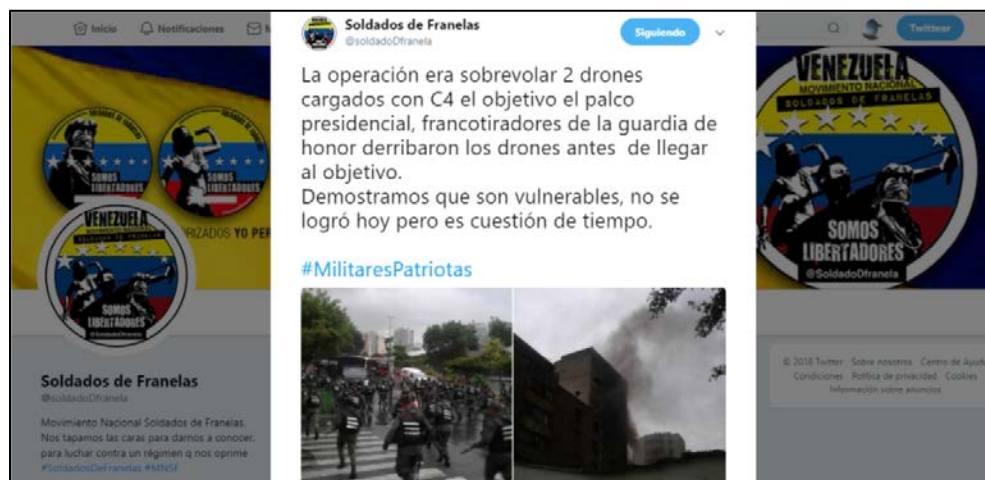 Inicio
Notificaciones
Twittear
Soldados de Franelas
@soldadoDfranela
Siguiendo
La operación era sobrevolar 2 drones
cargados con C4 el objetivo el palco
presidencial, francotiradores de la guardia de
honor derribaron los drones antes de llegar
al objetivo.
Demostramos que son vulnerables, no se
logró hoy pero es cuestión de tiempo.
#MilitaresPatriotas
SOMOS
LIBERTADORES
SOMOS
LIBERTADORES
YO PER
VENEZUELA
SOMOS
LIBERTADORES
VENEZUELA
MOVIMIENTO NACIONAL
SOLDADOS DE FRANELAS
SOMOS
LIBERTADORES
@SoldadoDfranela
Soldados de Franelas
@soldadoDfranela
Movimiento Nacional Soldados de Franelas.
Nos tapamos las caras para darnos a conocer.
para luchar contra un régimen q nos oprime
#SoldadosDeFranelas #MNSF
© 2018 Twitter Sobre nosotros Centro de Ayuda
Condiciones Política de privacidad Cookies
Información sobre anuncios